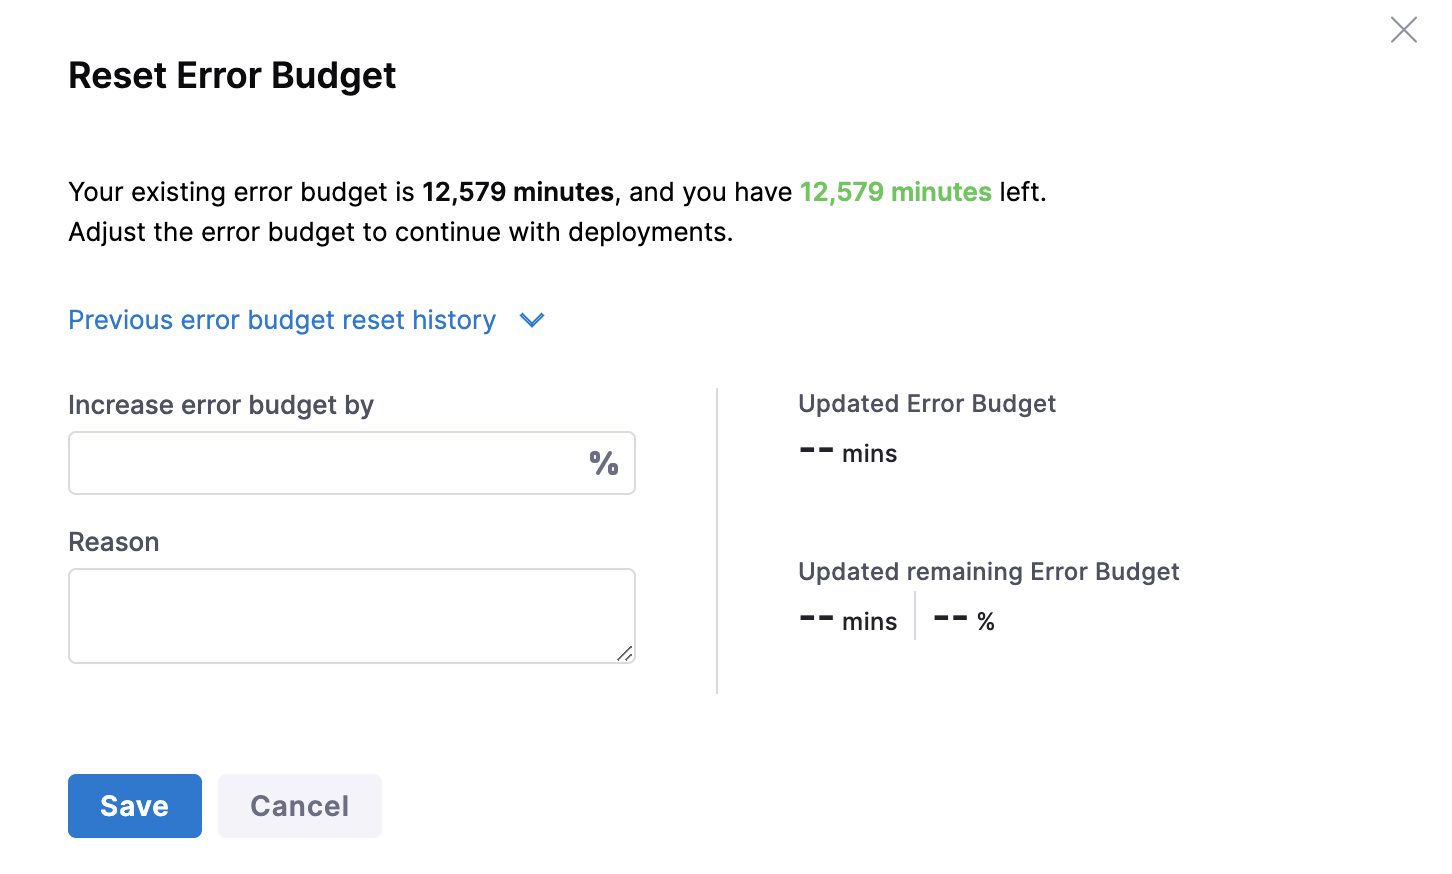 Reset Error Budget
Your existing error budget is 12,579 minutes, and you have 12,579 minutes left.
Adjust the error budget to continue with deployments.
Previous error budget reset history
Increase error budget by
%
Reason
Updated Error Budget
-- mins
Updated remaining Error Budget
-- mins -- %
Save Cancel